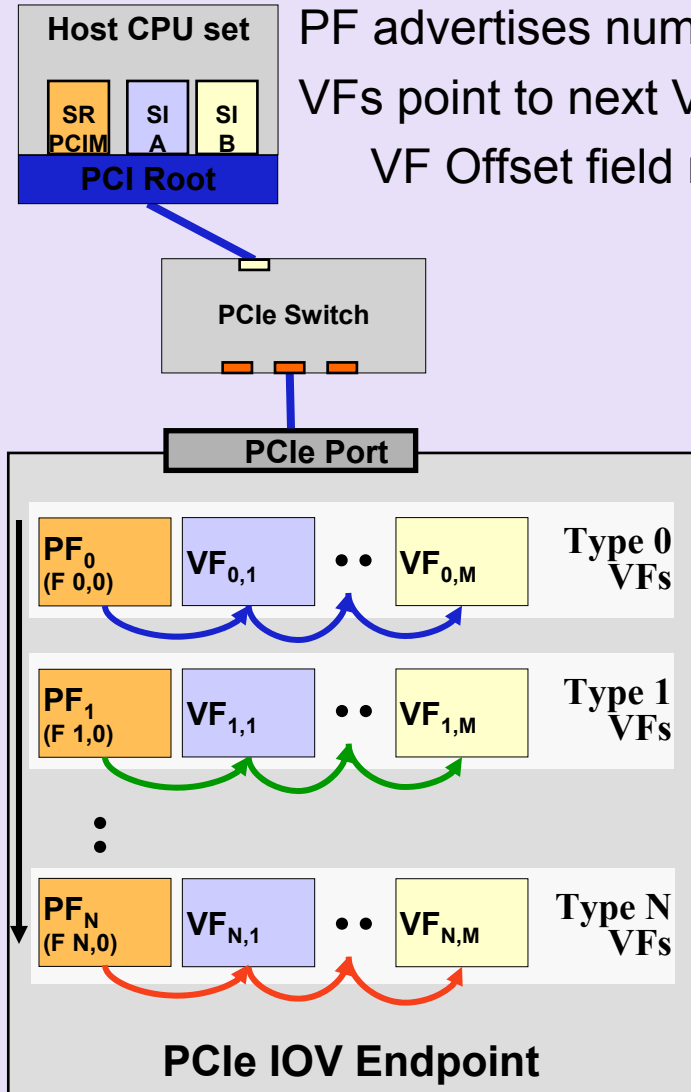 Host CPU set
PF advertises
VFs point to next
VF Offset field
SR
PCIM
SI
A
SI
B
PCI Root
PCIe Switch
PCIe Port
PF0
(F 0,0)
VF0,1
••
VF0,M
Type 0
VFs
PF1
(F 1,0)
VF1,1
••
VF1,M
Type 1
VFs
PFN
(F N,0)
VFN,1
••
VFN,M
Type N
VFs
PCIe IOV Endpoint